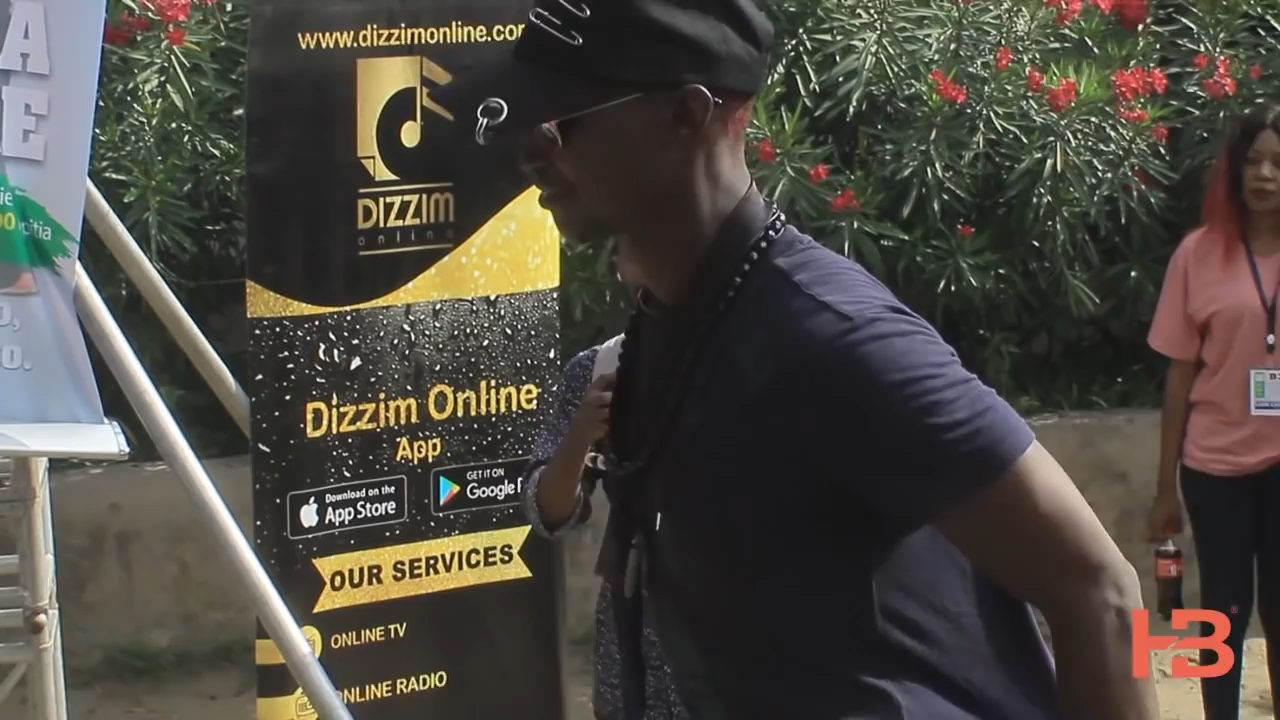 A
E
www.dizzimonline.co
DIZZIM
online
Dizzim Online
App
Download on the
App Store
GET IT ON
Google
OUR SERVICES
ONLINE TV
ONLINE RADIO
HB